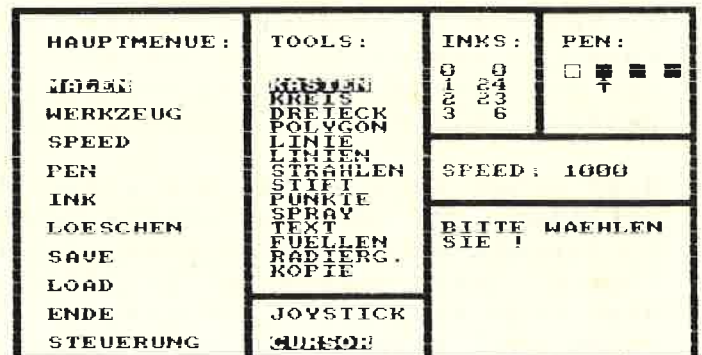 HAUPTMENUE:
MALEN
WERKZEUG
SPEED
PEN
INK
LOESCHEN
SAVE
LOAD
ENDE
STEUERUNG
TOOLS:
KASTEN
KREIS
DREIECK
POLYGON
LINIE
LINIEN
STRAHLEN
STIFT
PUNKTE
SPRAY
TEXT
FUELLEN
RADIERG.
KOPIE
JOYSTICK
CURSOR
INKS:
0 0
1 24
2 23
3 6
PEN:
SPEED: 1000
BITTE WAEHLEN
SIE !